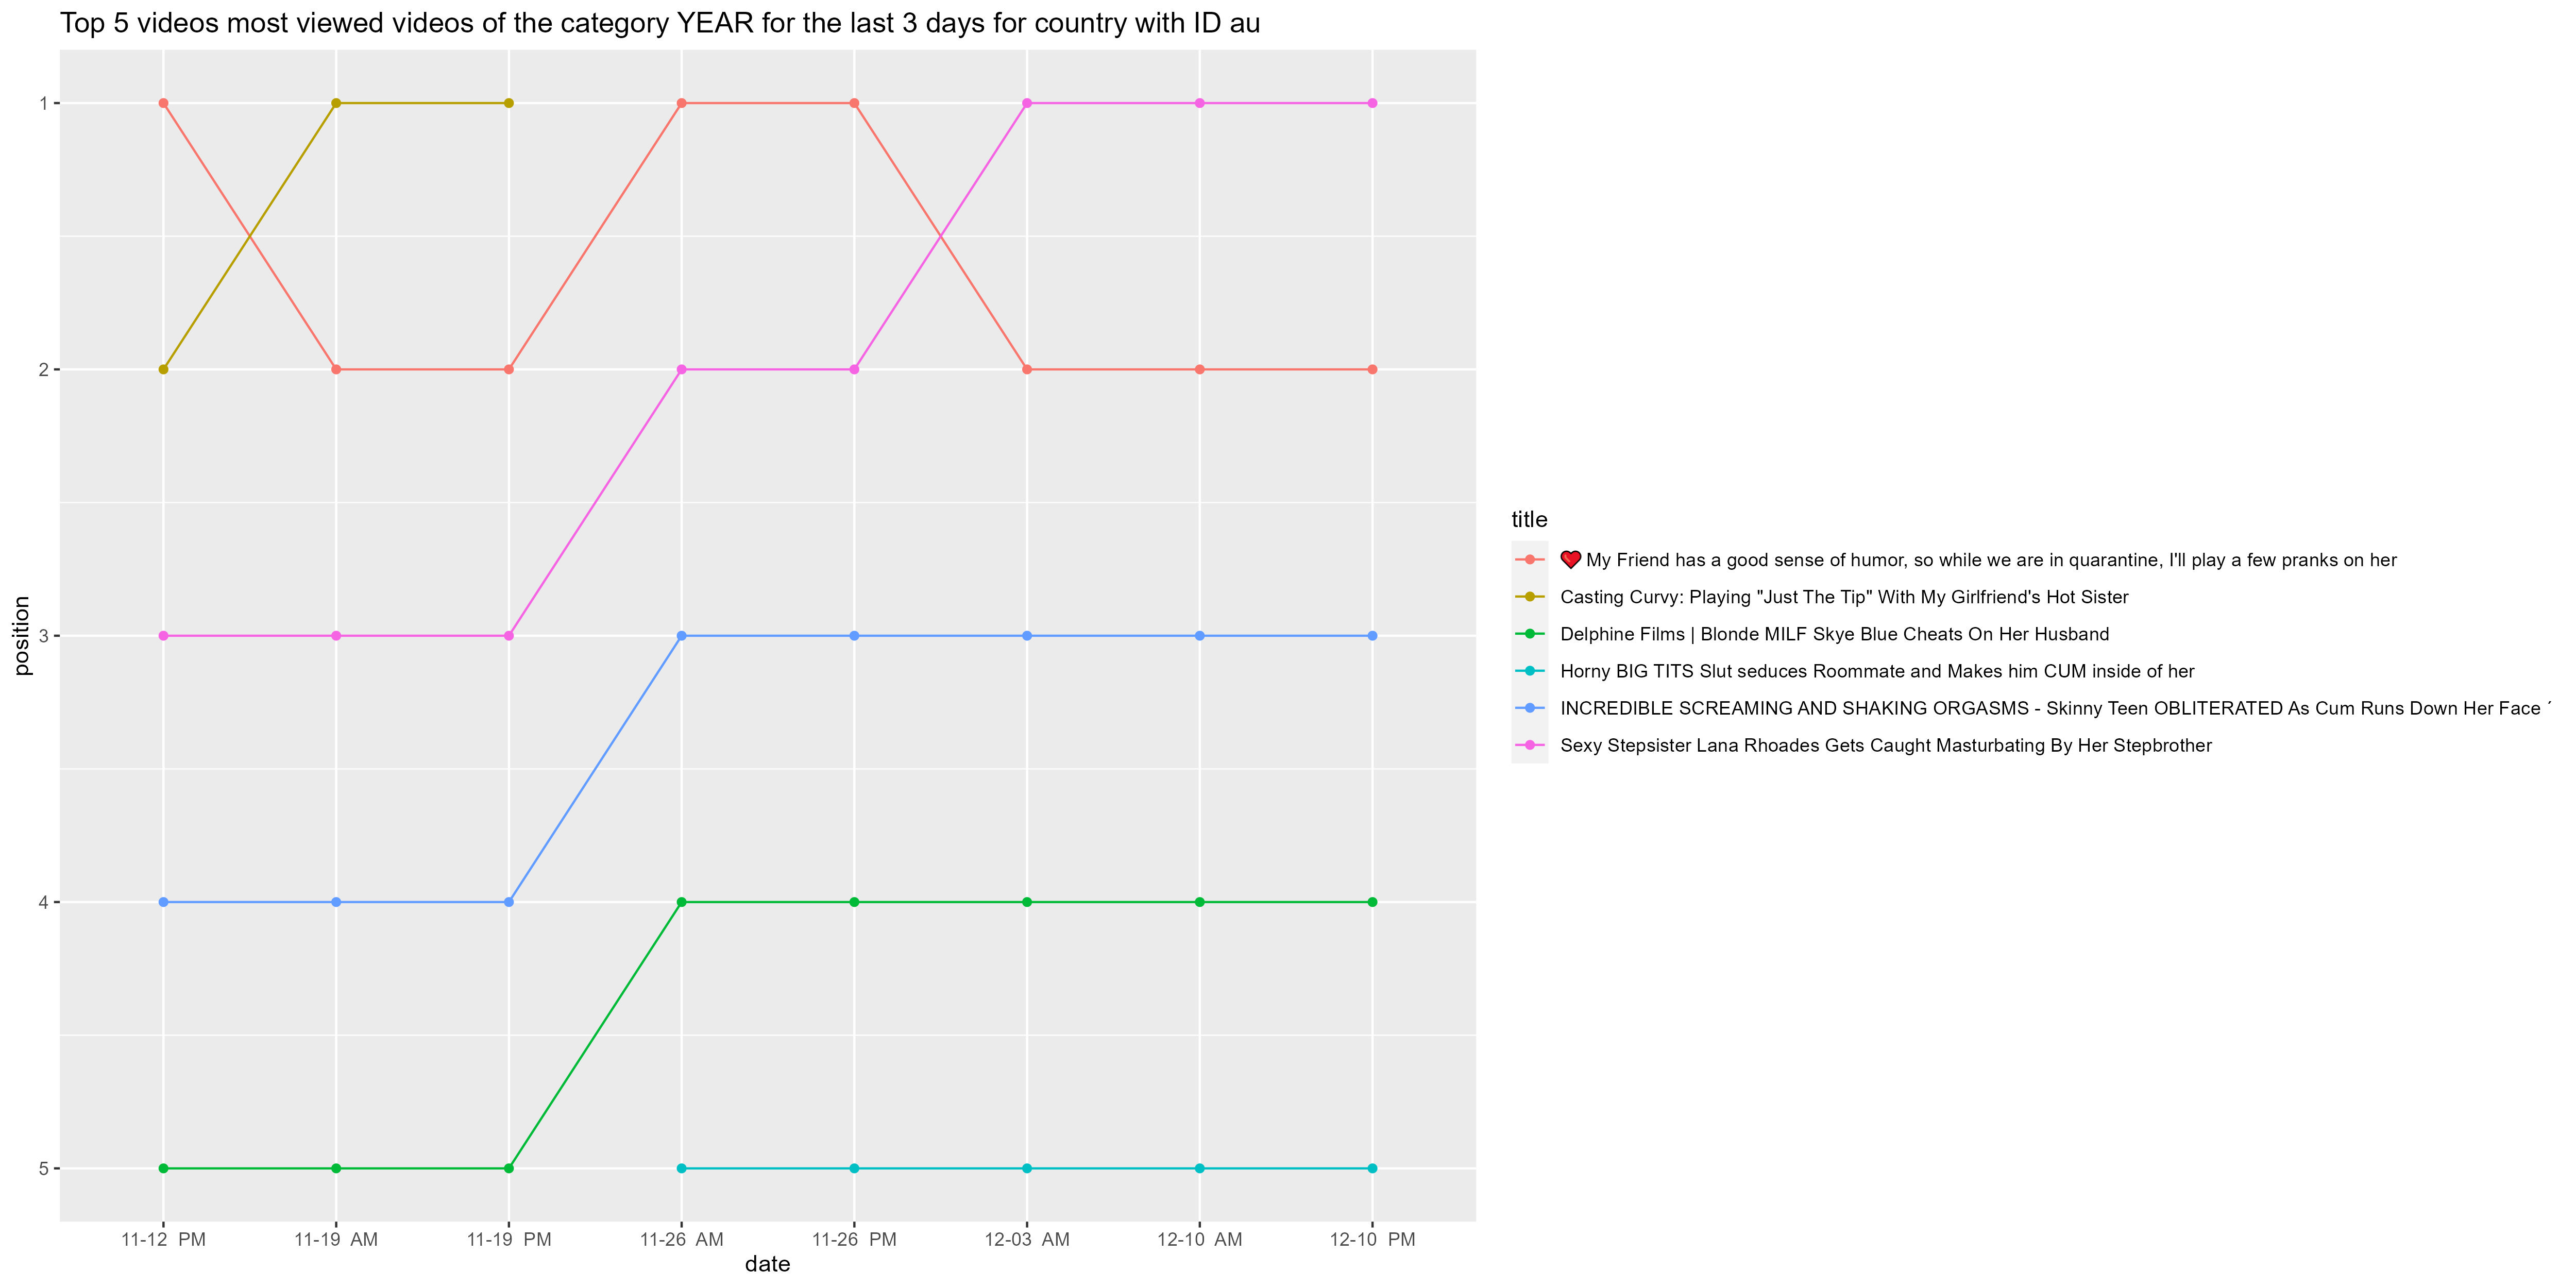 Top 5 videos most viewed videos of the category YEAR for the last 3 days for country with ID au
position
1
2
3
4
5
11-12 PM
11-19 AM
11-19 PM
11-26 AM
11-26 PM
12-03 AM
12-10 AM
12-10 PM
date
title
❤️ My Friend has a good sense of humor, so while we are in quarantine, I'll play a few pranks on her
Casting Curvy: Playing "Just The Tip" With My Girlfriend's Hot Sister
Delphine Films | Blonde MILF Skye Blue Cheats On Her Husband
Horny BIG TITS Slut seduces Roommate and Makes him CUM inside of her
INCREDIBLE SCREAMING AND SHAKING ORGASMS - Skinny Teen OBLITERATED As Cum Runs Down Her Face
Sexy Stepsister Lana Rhoades Gets Caught Masturbating By Her Stepbrother